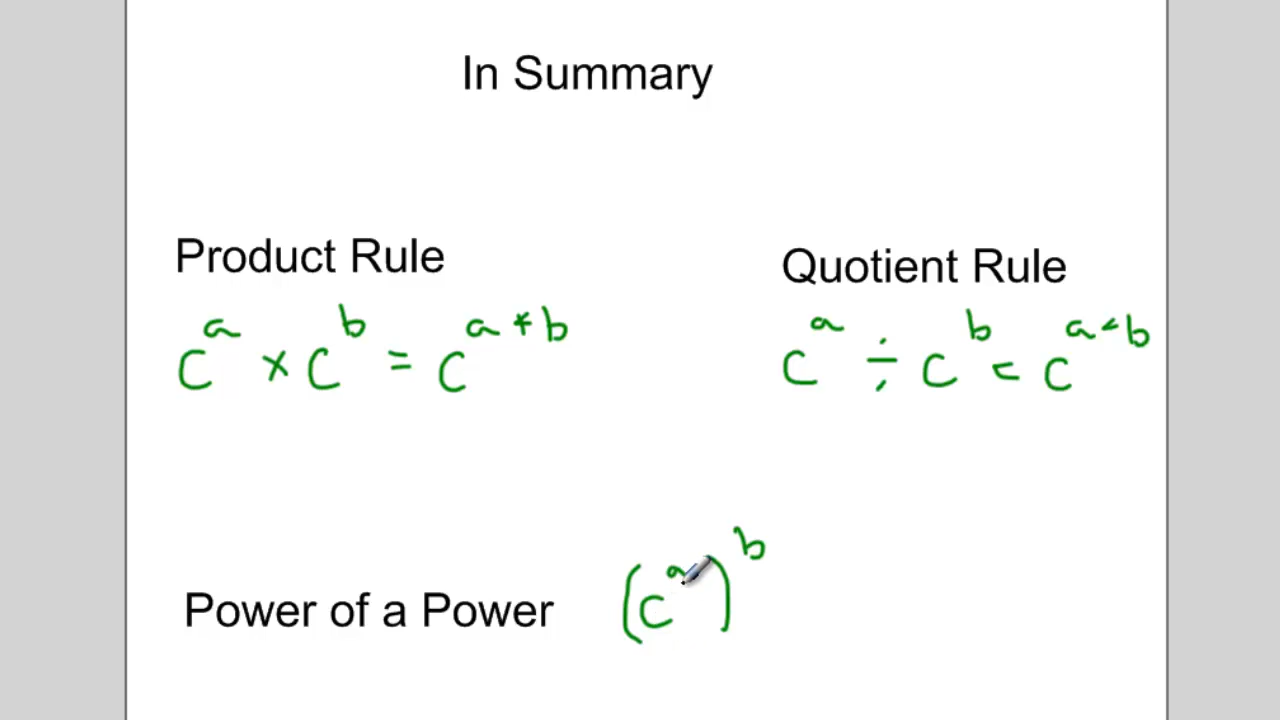 In Summary
Product Rule
Quotient Rule
c^a × c^b = c^{a + b}
c^a ÷ c^b = c^{a - b}
Power of a Power (c^a)^b